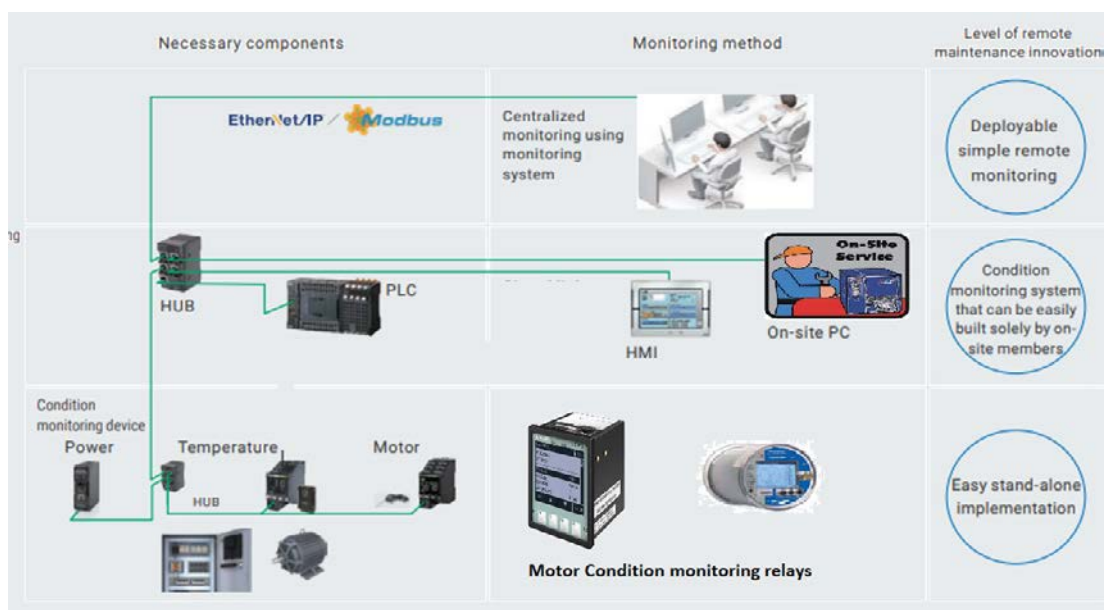 Necessary components
Monitoring method
Level of remote
maintenance innovation
EtherNet/IP / Modbus
Centralized
monitoring using
monitoring
system
Deployable
simple remote
monitoring
ng
HUB
PLC
HMI
On-Site
Service
On-site PC
Condition
monitoring system
that can be easily
built solely by on-
site members
Condition
monitoring device
Power
Temperature
Motor
HUB
Motor Condition monitoring relays
Easy stand-alone
implementation